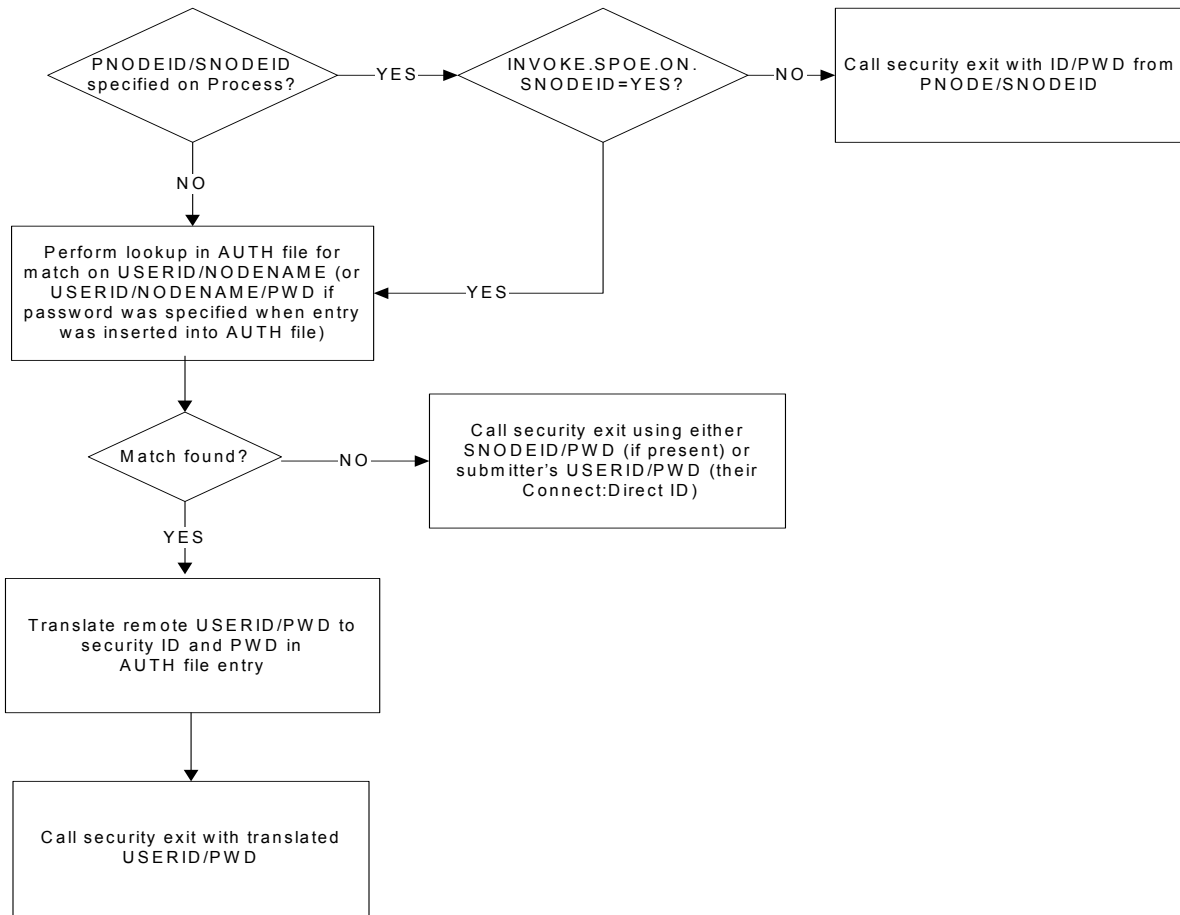 PNODEID/SNODEID
specified on Process?
YES
INVOKE.SPOE.ON.
SNODEID=YES?
NO
Call security exit with ID/PWD from
PNODE/SNODEID
NO
Perform lookup in AUTH file for
match on USERID/NODENAME (or
USERID/NODENAME/PWD if
password was specified when entry
was inserted into AUTH file)
YES
Match found?
NO
Call security exit using either
SNODEID/PWD (if present) or
submitter's USERID/PWD (their
Connect:Direct ID)
YES
Translate remote USERID/PWD to
security ID and PWD in
AUTH file entry
Call security exit with translated
USERID/PWD